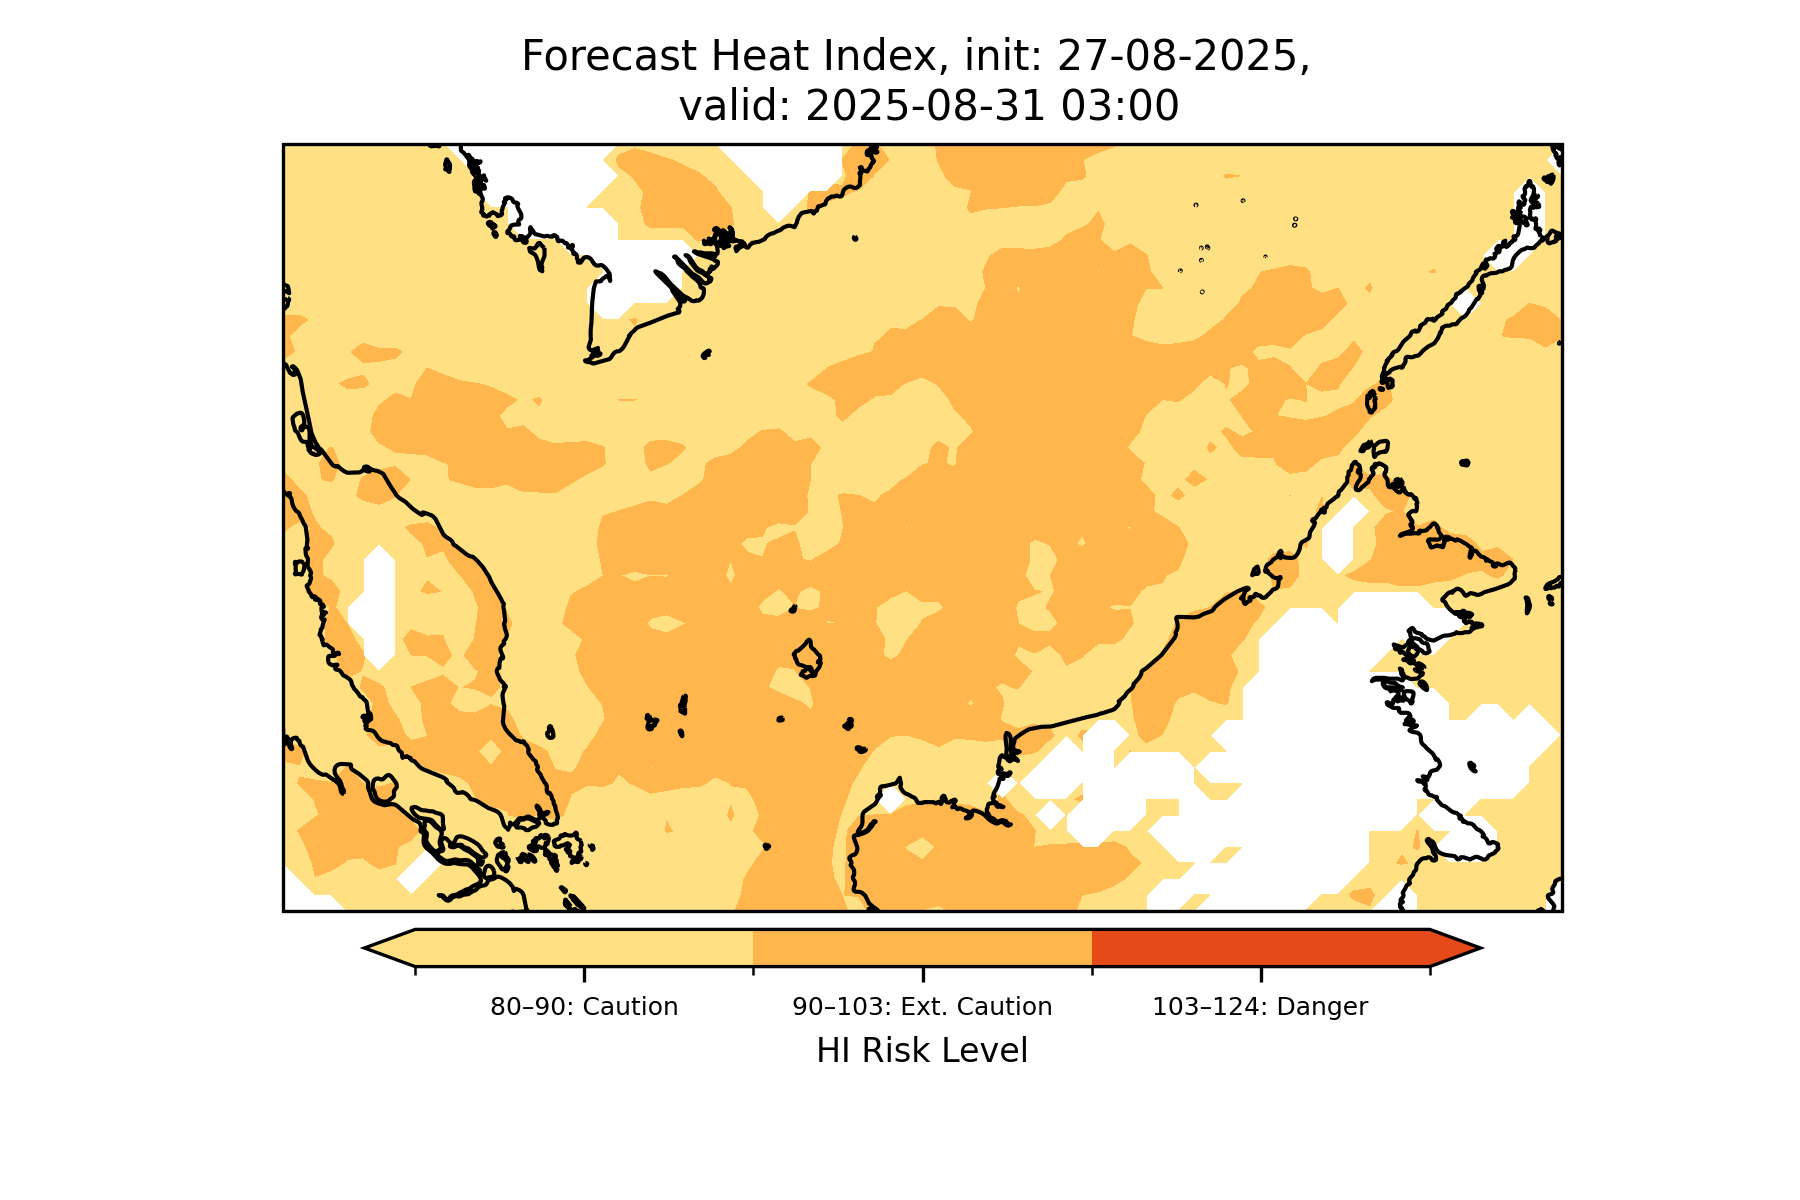 Forecast Heat Index, init: 27-08-2025,
valid: 2025-08-31 03:00
80–90: Caution
90–103: Ext. Caution
103–124: Danger
HI Risk Level